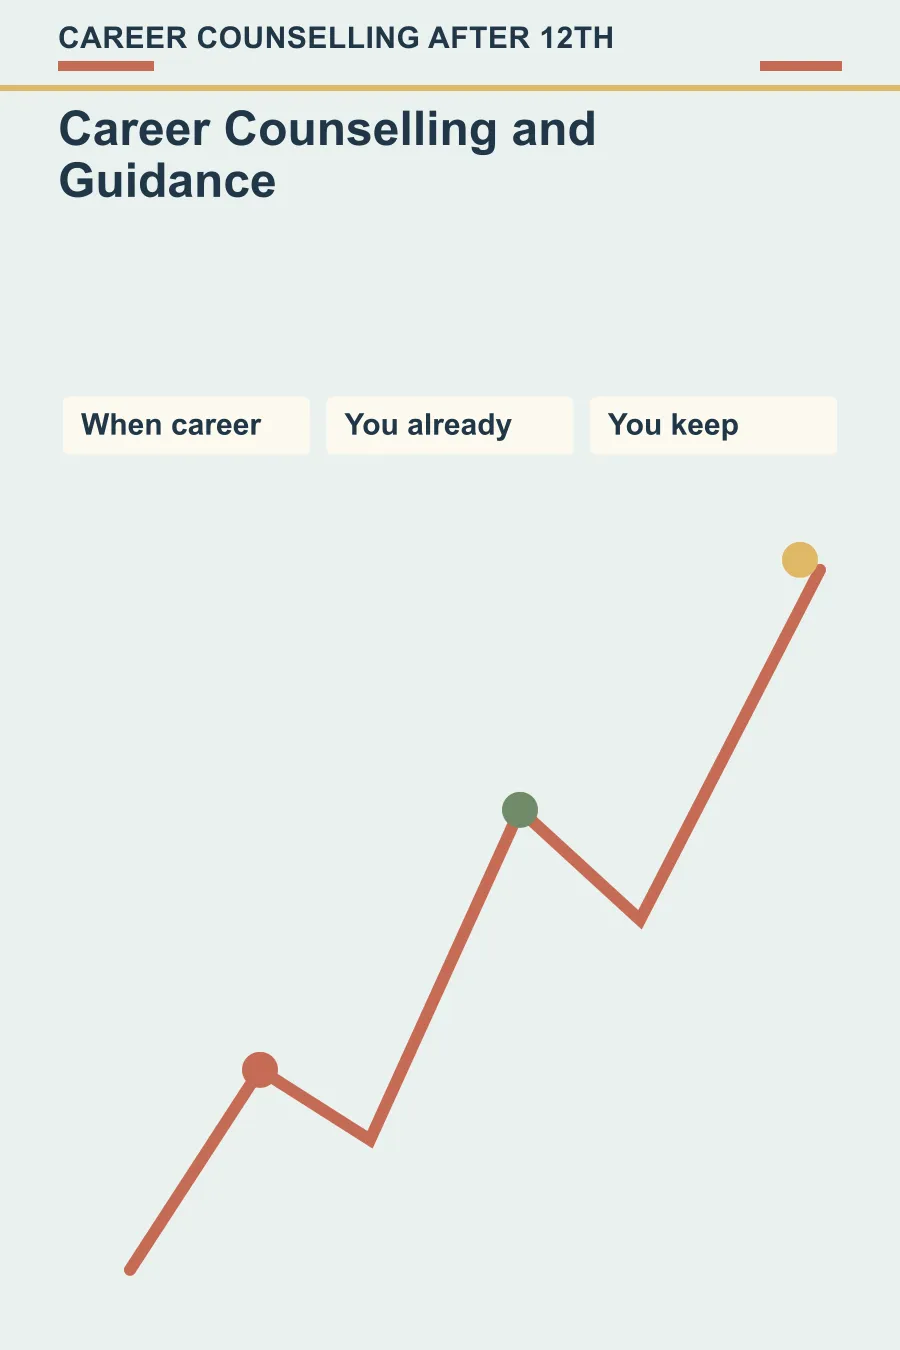 CAREER COUNSELLING AFTER 12TH
Career Counselling and
Guidance
When career
You already
You keep